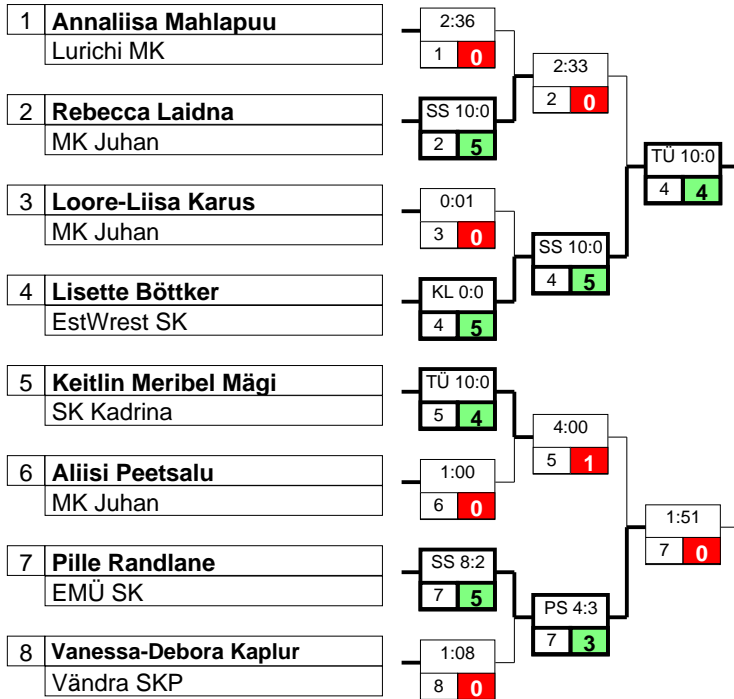 1 Annaliisa Mahlapuu
Lurichi MK
2:36
1 0
2:33
2 0
2 Rebecca Laidna
MK Juhan
SS 10:0
2 5
TÜ 10:0
4 4
3 Loore-Liisa Karus
MK Juhan
0:01
3 0
SS 10:0
4 5
4 Lisette Böttker
EstWrest SK
KL 0:0
4 5
5 Keitlin Meribel Mägi
SK Kadrina
TÜ 10:0
5 4
4:00
5 1
6 Aliisi Peetsalu
MK Juhan
1:00
6 0
1:51
7 0
7 Pille Randlane
EMÜ SK
SS 8:2
7 5
PS 4:3
7 3
8 Vanessa-Debora Kaplur
Vändra SKP
1:08
8 0